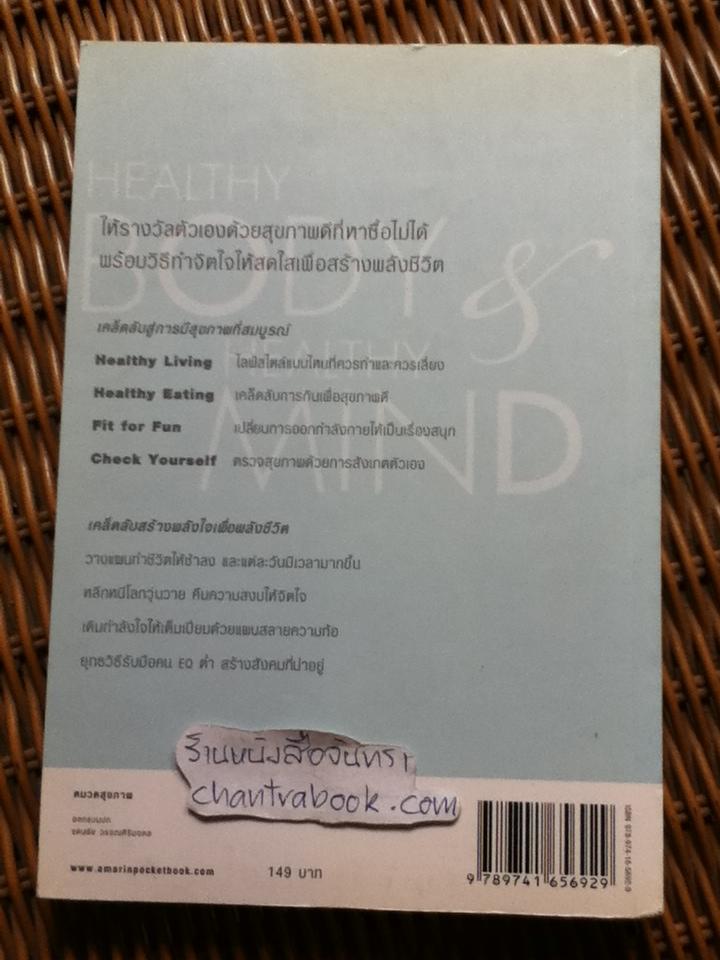 HEALTHY
BODY &
HEALTHY
MIND
ให้รางวัลตัวเองด้วยสุขภาพดีที่หาซื้อไม่ได้
พร้อมวิธีทำจิตใจให้สดใสเพื่อสร้างพลังชีวิต
เคล็ดลับสู่การมีสุขภาพที่สมบูรณ์
Healthy Living ไลฟ์สไตล์แบบไหนที่ควรทำและควรเลี่ยง
Healthy Eating เคล็ดลับการกินเพื่อสุขภาพดี
Fit for Fun เปลี่ยนการออกกำลังกายให้เป็นเรื่องสนุก
Check Yourself ตรวจสุขภาพด้วยการสังเกตตัวเอง
เคล็ดลับสร้างพลังใจเพื่อพลังชีวิต
วางแผนทำชีวิตให้ช้าลง และแต่ละวันมีเวลามากขึ้น
หลีกหนีโลกวุ่นวาย คืนความสงบให้จิตใจ
เติมกำลังใจให้เต็มเปี่ยมด้วยแผนสลายความท้อ
ยุทธวิธีรับมือคน EQ ต่ำ สร้างสังคมที่น่าอยู่
ร้านหนังสือจันทรา
chantrabook.com
หมวดสุขภาพ
ออกแบบปก
www.amarinpocketbook.com 149 บาท
ISBN 978-974-16-5692-9
9 789741 656929